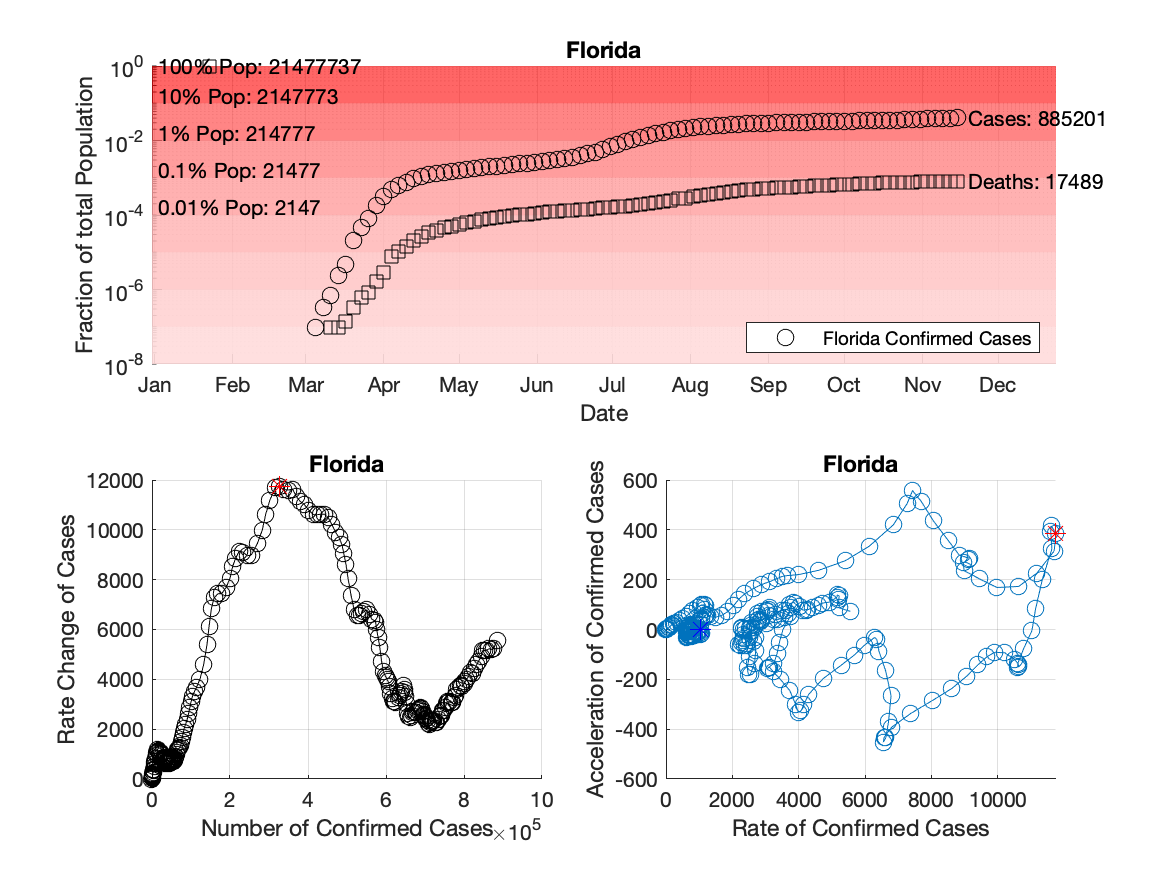 Florida
Fraction of total Population
10^0
10^-2
10^-4
10^-6
10^-8
100% Pop: 21477737
10% Pop: 2147773
1% Pop: 214777
0.1% Pop: 21477
0.01% Pop: 2147
Cases: 885201
Deaths: 17489
Florida Confirmed Cases
Jan Feb Mar Apr May Jun Jul Aug Sep Oct Nov Dec
Date
Florida
Rate Change of Cases
12000
10000
8000
6000
4000
2000
0
0 2 4 6 8 10
Number of Confirmed Cases ×10^5
Florida
Acceleration of Confirmed Cases
600
400
200
0
-200
-400
-600
0 2000 4000 6000 8000 10000
Rate of Confirmed Cases